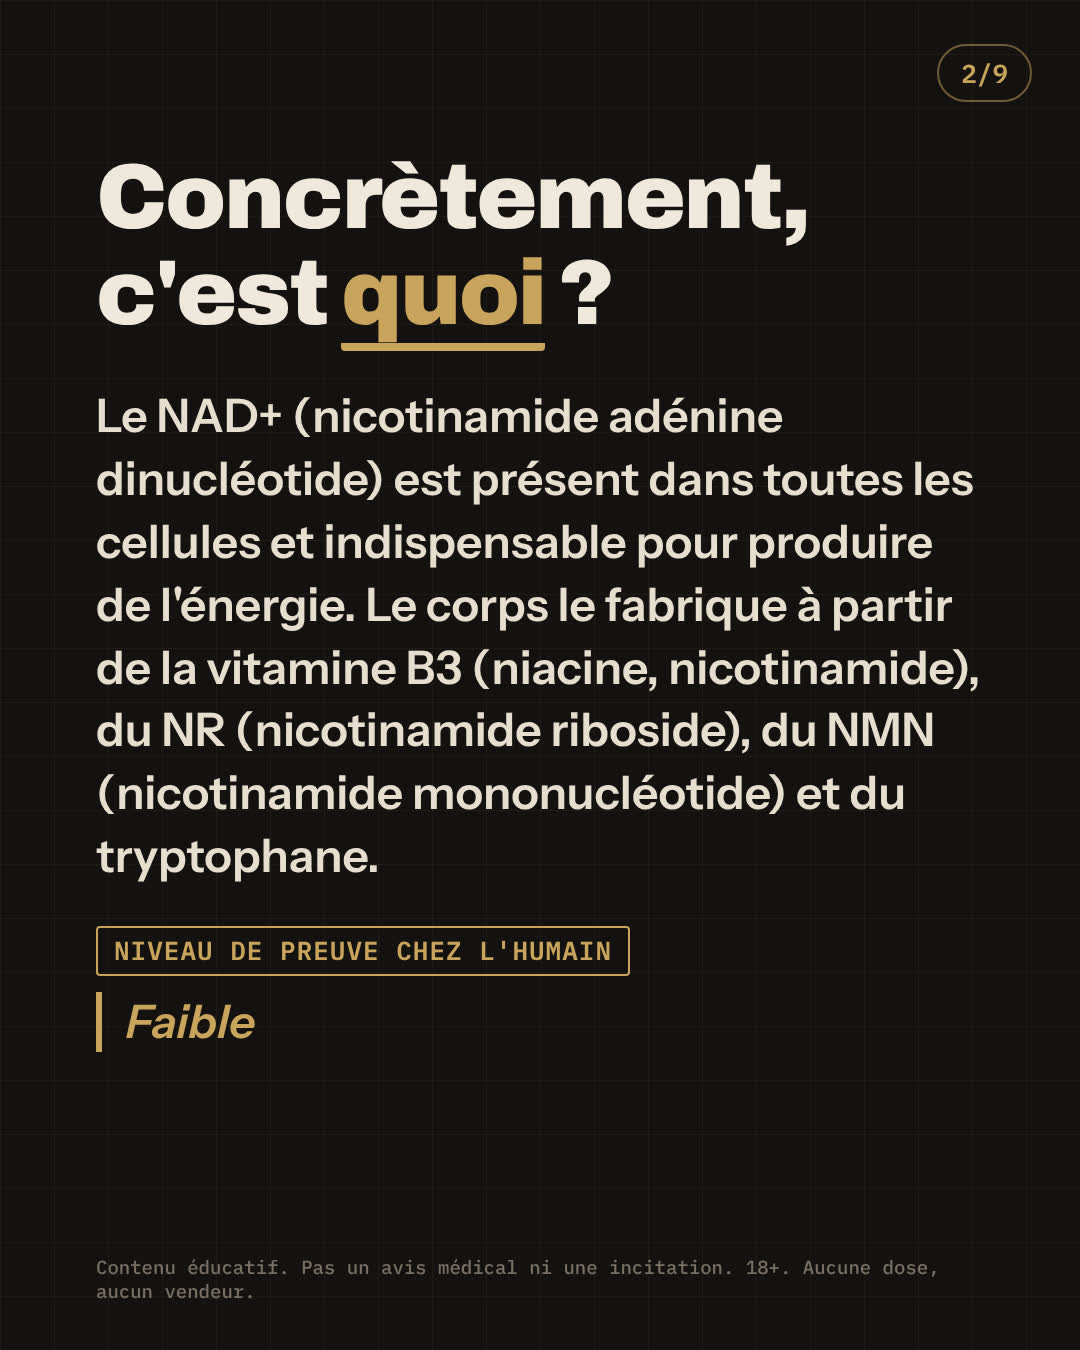 2/9
Concrètement,
c'est quoi ?
Le NAD+ (nicotinamide adénine
dinucléotide) est présent dans toutes les
cellules et indispensable pour produire
de l'énergie. Le corps le fabrique à partir
de la vitamine B3 (niacine, nicotinamide),
du NR (nicotinamide riboside), du NMN
(nicotinamide mononucléotide) et du
tryptophane.
NIVEAU DE PREUVE CHEZ L'HUMAIN
Faible
Contenu éducatif. Pas un avis médical ni une incitation. 18+. Aucune dose,
aucun vendeur.